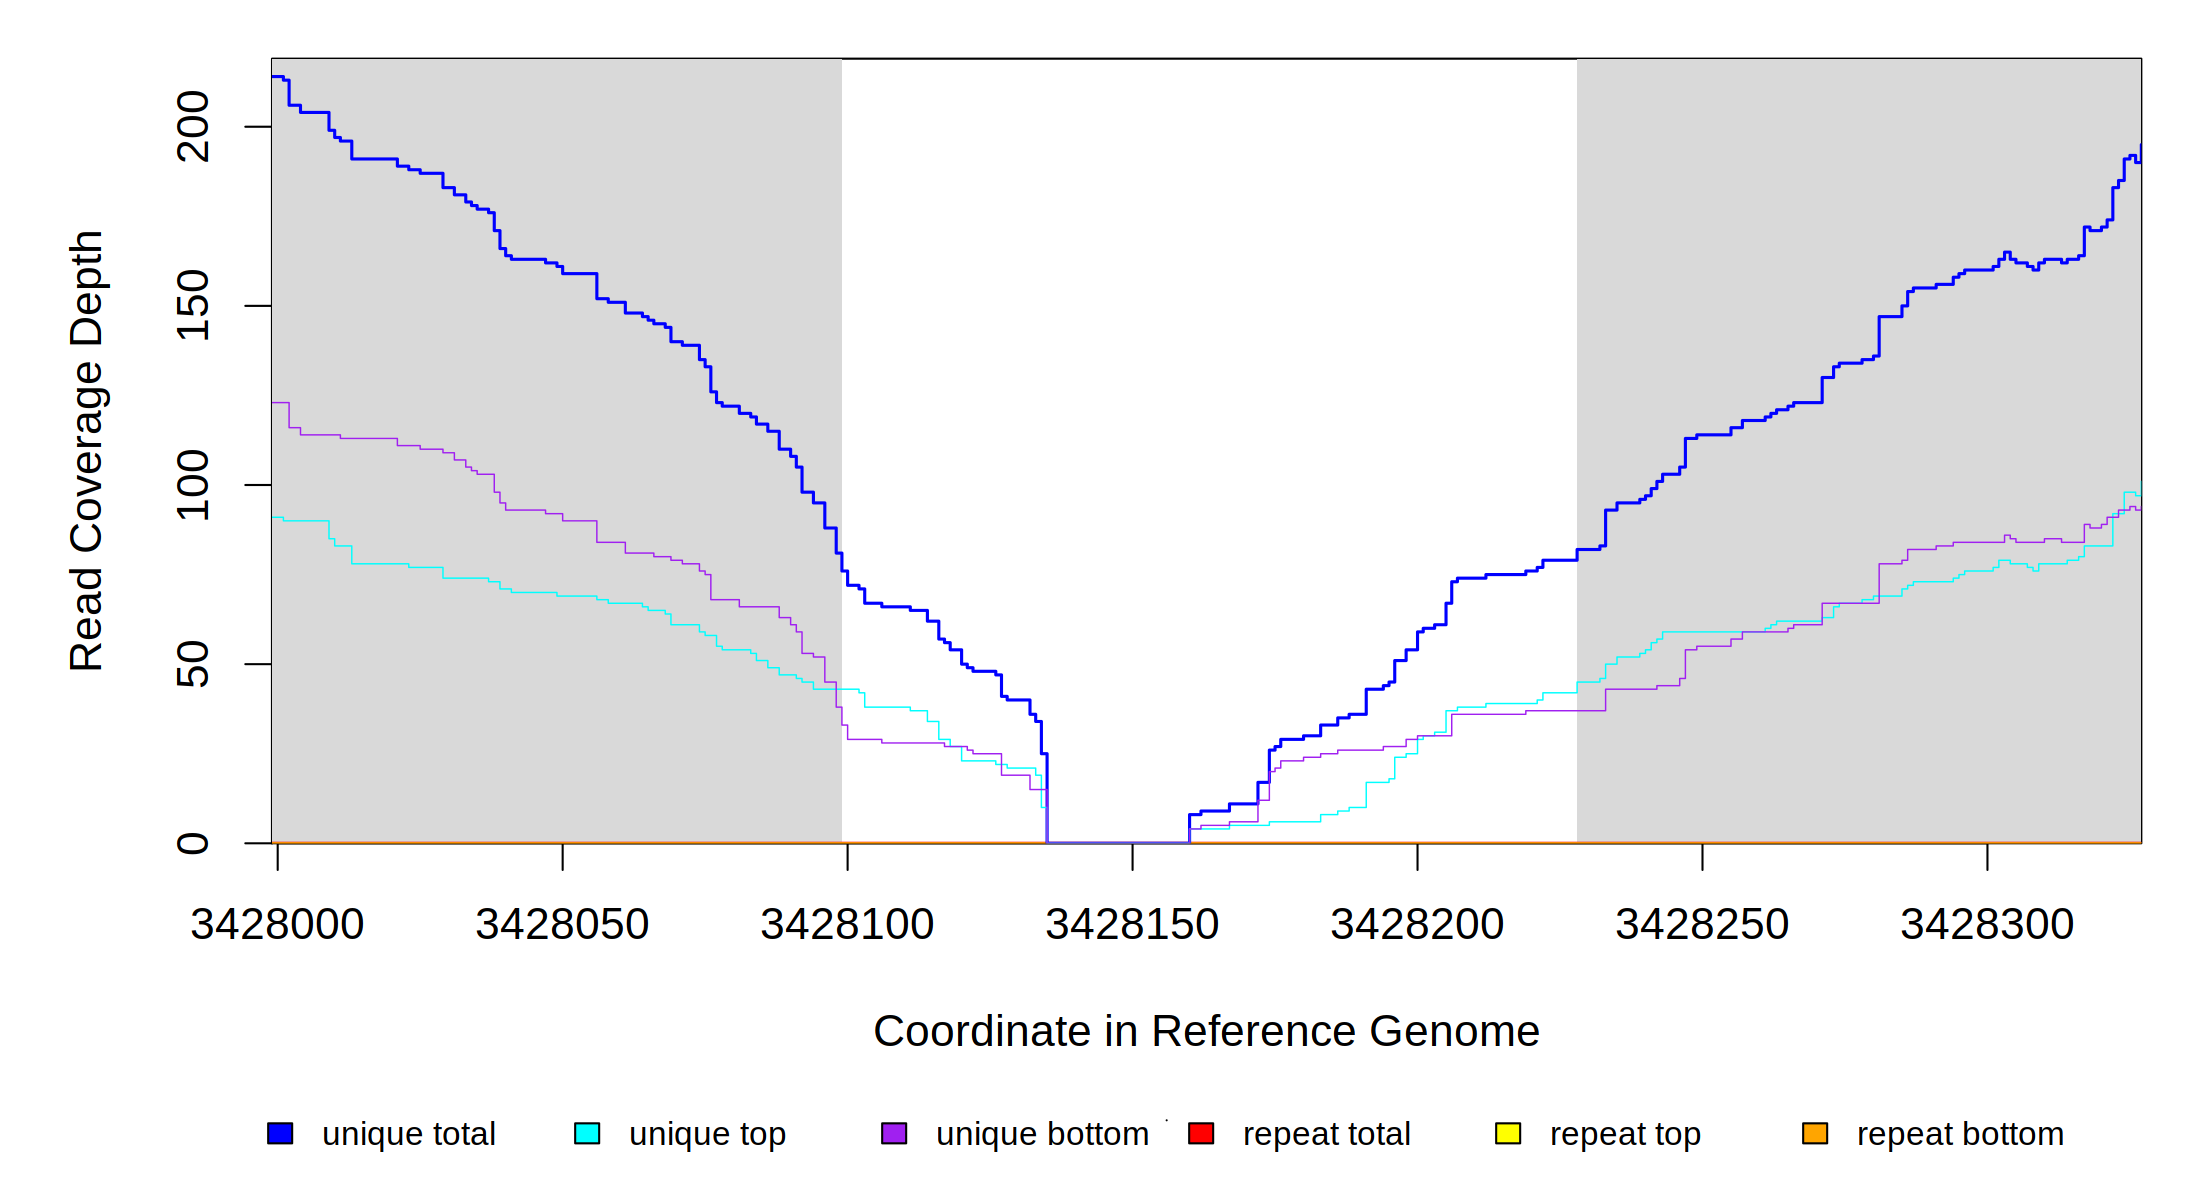 Read Coverage Depth
200
150
100
50
0
3428000 3428050 3428100 3428150 3428200 3428250 3428300
Coordinate in Reference Genome
unique total unique top unique bottom repeat total repeat top repeat bottom